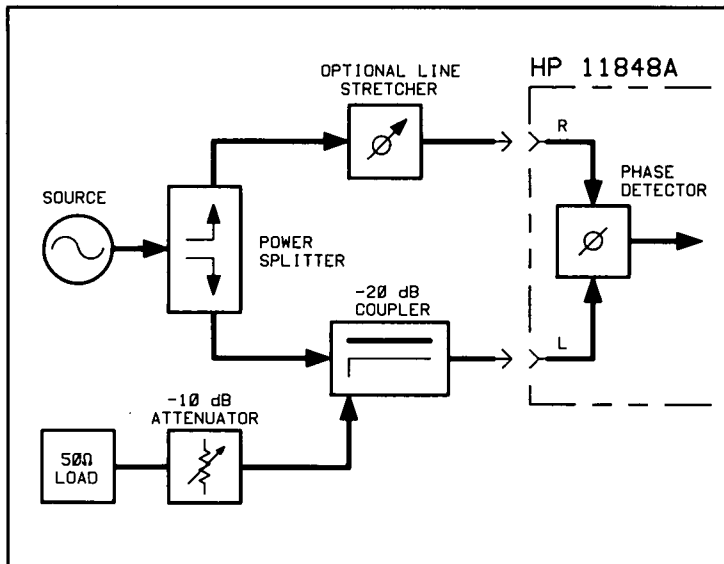 HP 11848A
OPTIONAL LINE
STRETCHER
R
PHASE
DETECTOR
SOURCE
POWER
SPLITTER
-20 dB
COUPLER
L
-10 dB
ATTENUATOR
50Ω
LOAD